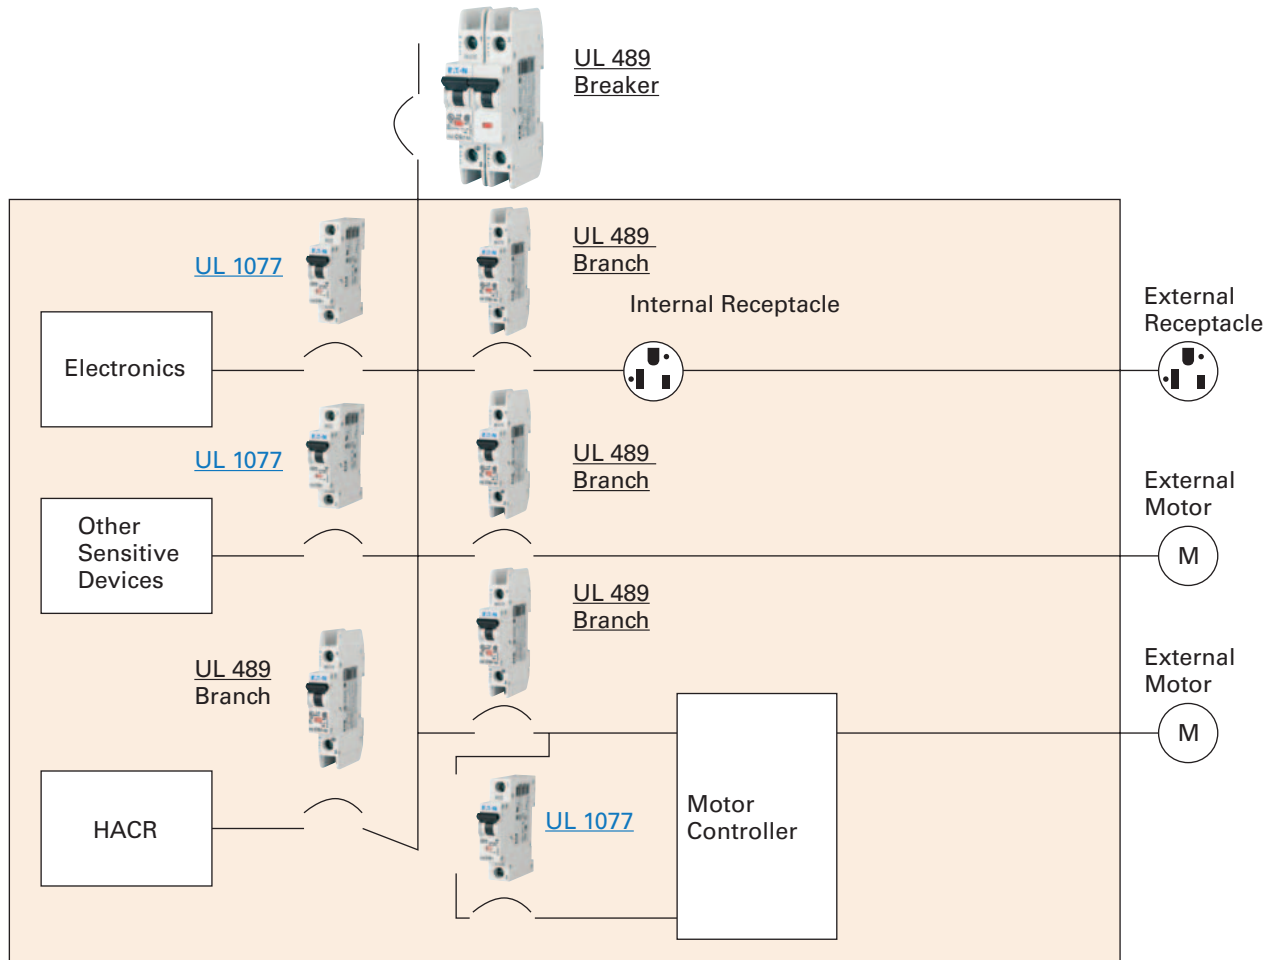 UL 489
Breaker
UL 1077
UL 489
Branch
Internal Receptacle
External
Receptacle
Electronics
UL 1077
UL 489
Branch
External
Motor
Other
Sensitive
Devices
M
UL 489
Branch
UL 489
Branch
External
Motor
M
HACR
UL 1077
Motor
Controller